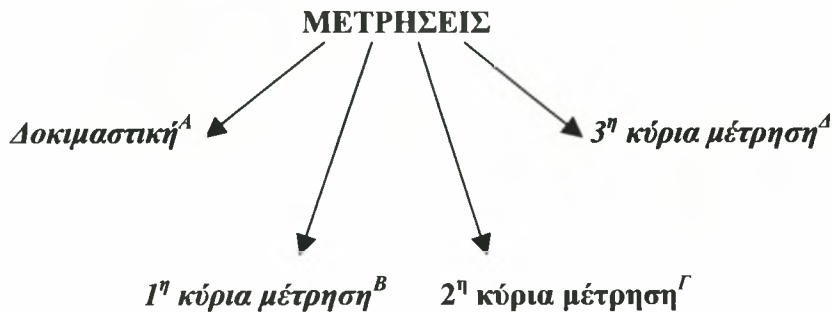 ΜΕΤΡΗΣΕΙΣ
Δοκιμαστική^Α 3^η κύρια μέτρηση^Δ
1^η κύρια μέτρηση^Β 2^η κύρια μέτρηση^Γ